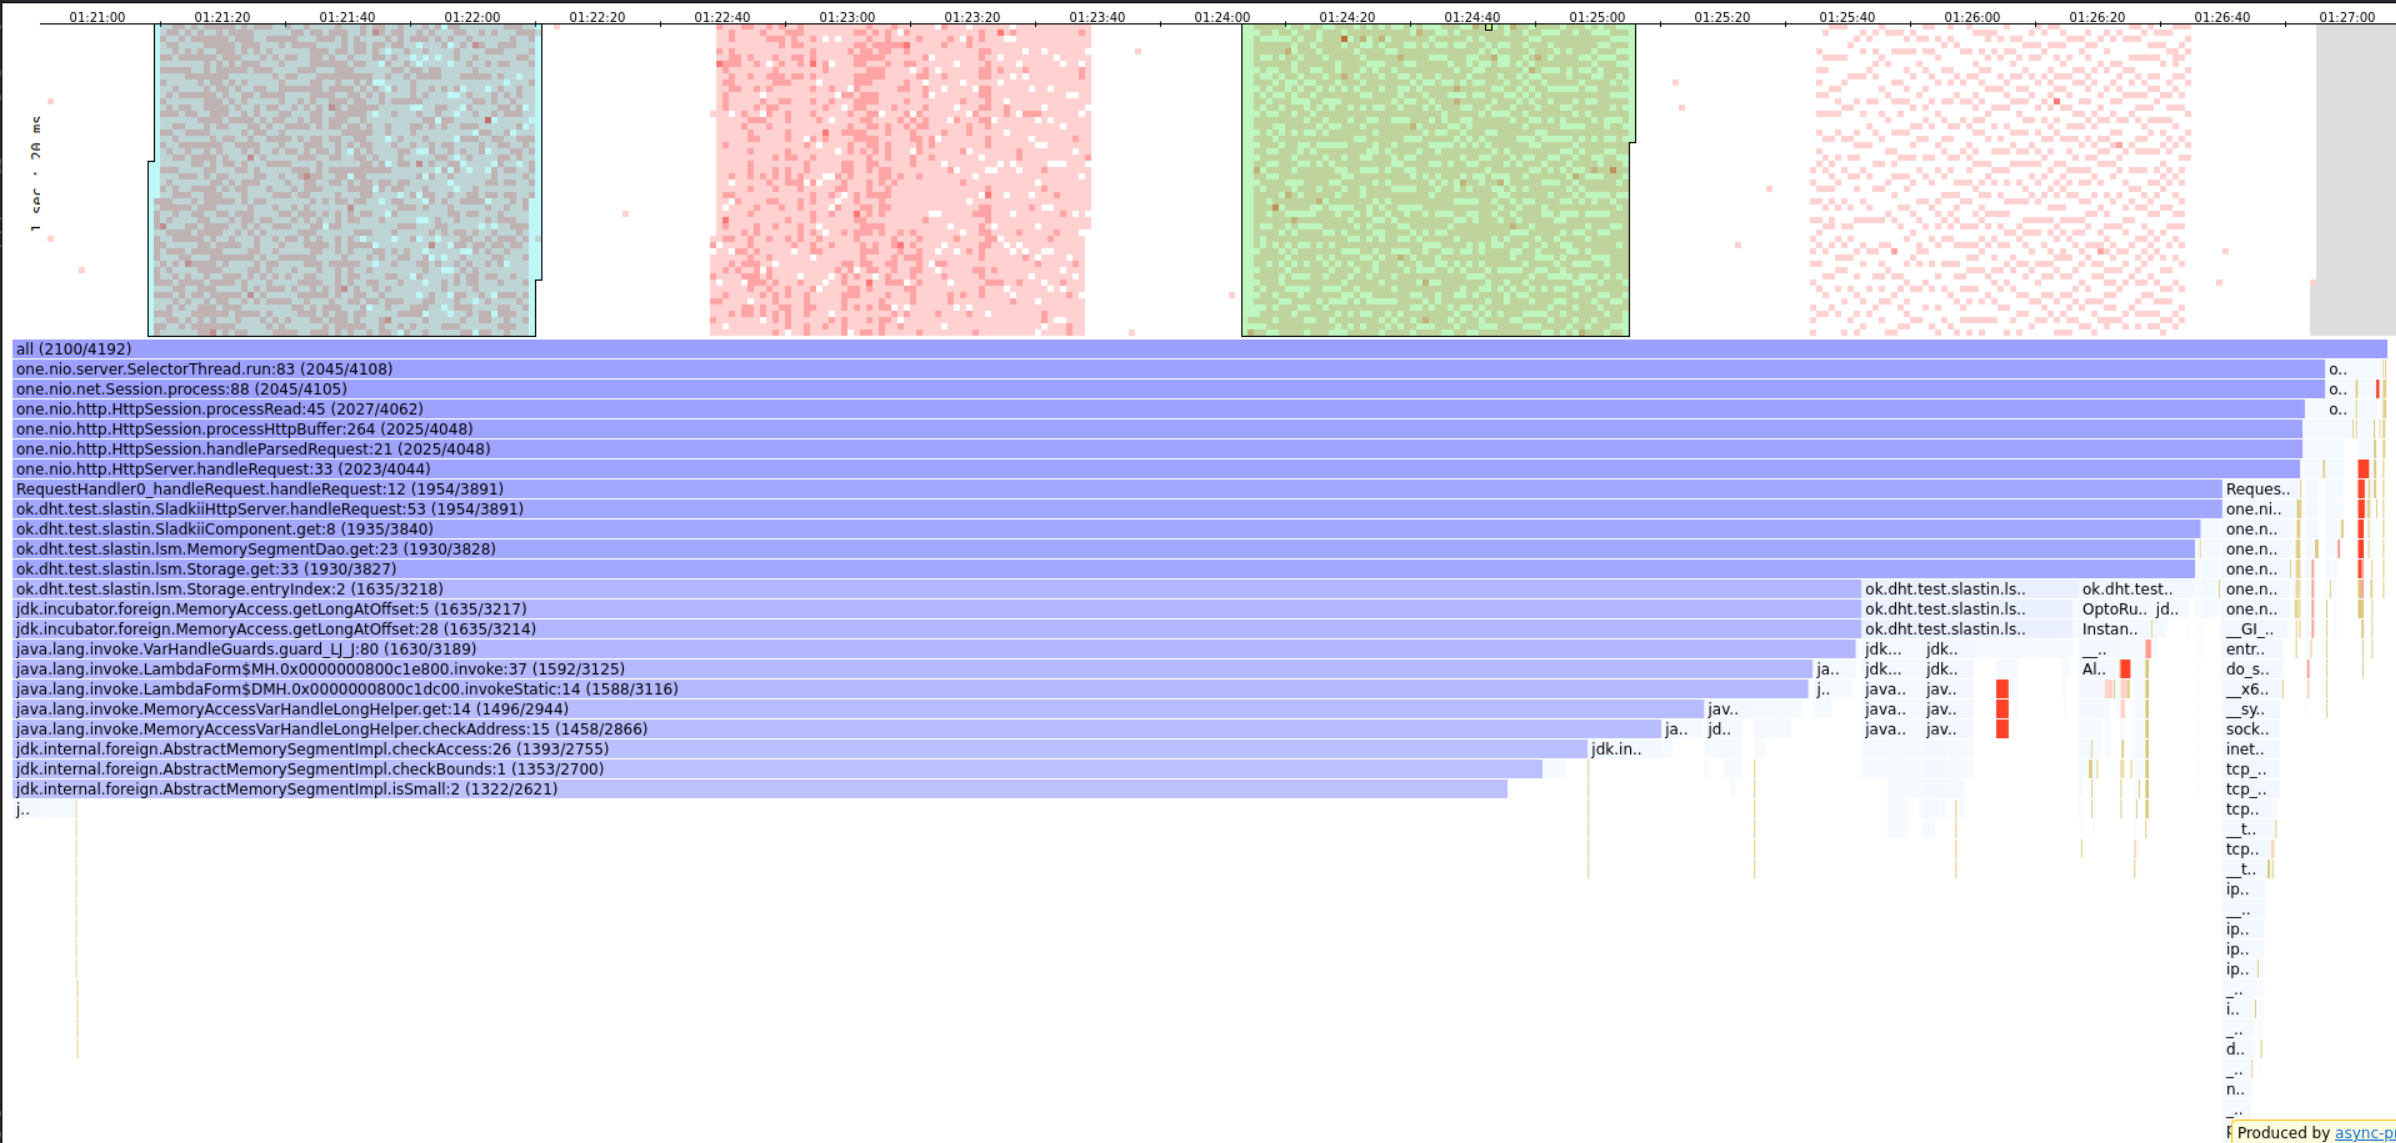 01:21:00 01:21:20 01:21:40 01:22:00 01:22:20 01:22:40 01:23:00 01:23:20 01:23:40 01:24:00 01:24:20 01:24:40 01:25:00 01:25:20 01:25:40 01:26:00 01:26:20 01:26:40 01:27:00
1 sec · 20 ms
all (2100/4192)
one.nio.server.SelectorThread.run:83 (2045/4108) o..
one.nio.net.Session.process:88 (2045/4105) o..
one.nio.http.HttpSession.processRead:45 (2027/4062) o..
one.nio.http.HttpSession.processHttpBuffer:264 (2025/4048)
one.nio.http.HttpSession.handleParsedRequest:21 (2025/4048)
one.nio.http.HttpServer.handleRequest:33 (2023/4044)
RequestHandler0_handleRequest.handleRequest:12 (1954/3891) Reques..
ok.dht.test.slastin.SladkiiHttpServer.handleRequest:53 (1954/3891) one.ni..
ok.dht.test.slastin.SladkiiComponent.get:8 (1935/3840) one.n..
ok.dht.test.slastin.lsm.MemorySegmentDao.get:23 (1930/3828) one.n..
ok.dht.test.slastin.lsm.Storage.get:33 (1930/3827) one.n..
ok.dht.test.slastin.lsm.Storage.entryIndex:2 (1635/3218) ok.dht.test.slastin.ls.. ok.dht.test.. one.n..
jdk.incubator.foreign.MemoryAccess.getLongAtOffset:5 (1635/3217) ok.dht.test.slastin.ls.. OptoRu.. jd.. one.n..
jdk.incubator.foreign.MemoryAccess.getLongAtOffset:28 (1635/3214) ok.dht.test.slastin.ls.. Instan.. __GI_..
java.lang.invoke.VarHandleGuards.guard_LJ_J:80 (1630/3189) jdk... jdk.. __.. entr..
java.lang.invoke.LambdaForm$MH.0x0000000800c1e800.invoke:37 (1592/3125) ja.. jdk... jdk.. Al.. do_s..
java.lang.invoke.LambdaForm$DMH.0x0000000800c1dc00.invokeStatic:14 (1588/3116) j.. java.. jav.. __x6..
java.lang.invoke.MemoryAccessVarHandleLongHelper.get:14 (1496/2944) jav.. java.. jav.. __sy..
java.lang.invoke.MemoryAccessVarHandleLongHelper.checkAddress:15 (1458/2866) ja.. jd.. java.. jav.. sock..
jdk.internal.foreign.AbstractMemorySegmentImpl.checkAccess:26 (1393/2755) jdk.in.. inet..
jdk.internal.foreign.AbstractMemorySegmentImpl.checkBounds:1 (1353/2700) tcp_..
jdk.internal.foreign.AbstractMemorySegmentImpl.isSmall:2 (1322/2621) tcp_..
j.. tcp..
__t..
tcp..
__t..
ip..
__..
ip..
ip..
ip..
_..
i..
_..
d..
_..
n..
_..
Produced by async-p